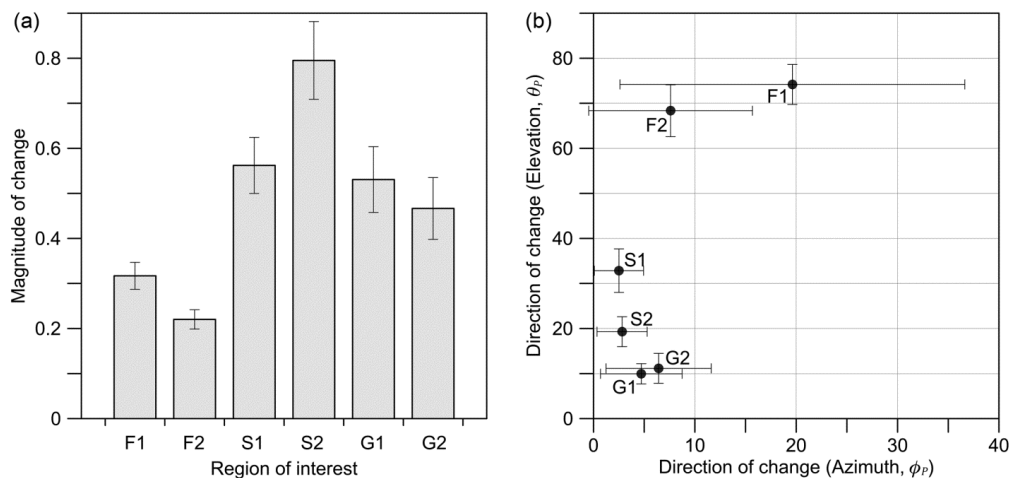 (a)
Magnitude of change
0.8
0.6
0.4
0.2
0
F1 F2 S1 S2 G1 G2
Region of interest
(b)
Direction of change (Elevation, θP)
80
60
40
20
0
F1
F2
S1
S2
G2
G1
0 10 20 30 40
Direction of change (Azimuth, ϕP)